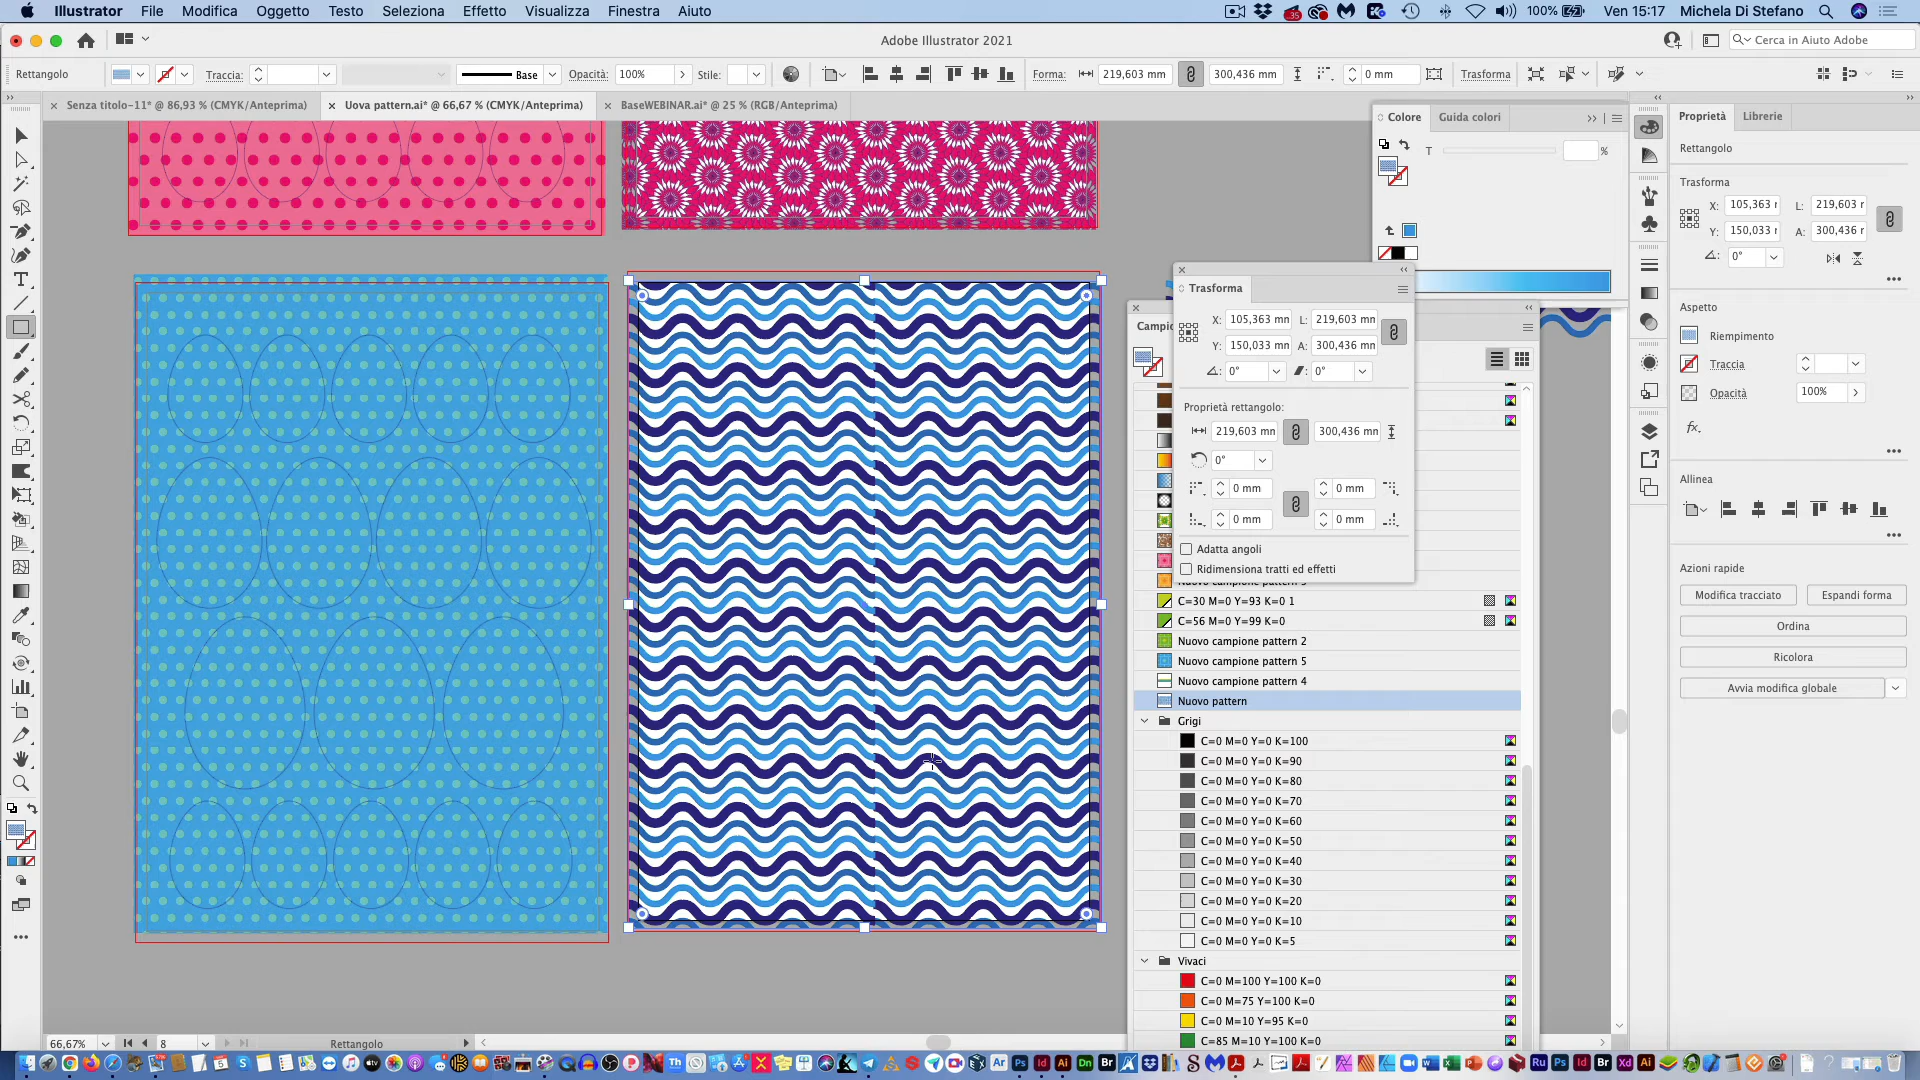 Illustrator File Modifica Oggetto Testo Seleziona Effetto Visualizza Finestra Aiuto 100% Ven 15:17 Michela Di Stefano
Adobe Illustrator 2021 Cerca in Aiuto Adobe
Rettangolo Traccia: Base Opacità: 100% Stile: Forma: 219,603 mm 300,436 mm 0 mm Trasforma
Senza titolo-11* @ 86,93 % (CMYK/Anteprima) Uova pattern.ai* @ 66,67 % (CMYK/Anteprima) BaseWEBINAR.ai* @ 25 % (RGB/Anteprima)
Colore Guida colori
T %
Proprietà Librerie
Rettangolo
Trasforma
X: 105,363 r L: 219,603 r
Y: 150,033 r A: 300,436 r
0°
Aspetto
Riempimento
Traccia
Opacità 100%
fx.
Allinea
Azioni rapide
Modifica tracciato Espandi forma
Ordina
Ricolora
Avvia modifica globale
Trasforma
X: 105,363 mn L: 219,603 mn
Y: 150,033 mn A: 300,436 mn
0° 0°
Proprietà rettangolo:
219,603 mn 300,436 mn
0°
0 mm 0 mm
0 mm 0 mm
Adatta angoli
Ridimensiona tratti ed effetti
Campio
C=30 M=0 Y=93 K=0 1
C=56 M=0 Y=99 K=0
Nuovo campione pattern 2
Nuovo campione pattern 5
Nuovo campione pattern 4
Nuovo pattern
Grigi
C=0 M=0 Y=0 K=100
C=0 M=0 Y=0 K=90
C=0 M=0 Y=0 K=80
C=0 M=0 Y=0 K=70
C=0 M=0 Y=0 K=60
C=0 M=0 Y=0 K=50
C=0 M=0 Y=0 K=40
C=0 M=0 Y=0 K=30
C=0 M=0 Y=0 K=20
C=0 M=0 Y=0 K=10
C=0 M=0 Y=0 K=5
Vivaci
C=0 M=100 Y=100 K=0
C=0 M=75 Y=100 K=0
C=0 M=10 Y=95 K=0
C=85 M=10 Y=100 K=0
66,67% 8 Rettangolo